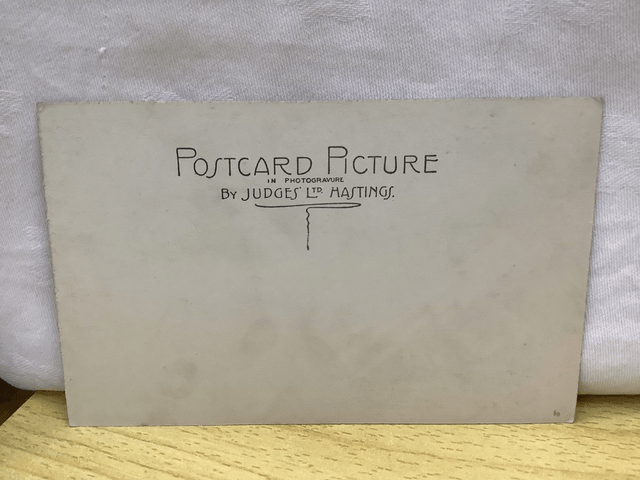 POSTCARD PICTURE
IN PHOTOGRAVURE
BY JUDGES' LTD. HASTINGS.